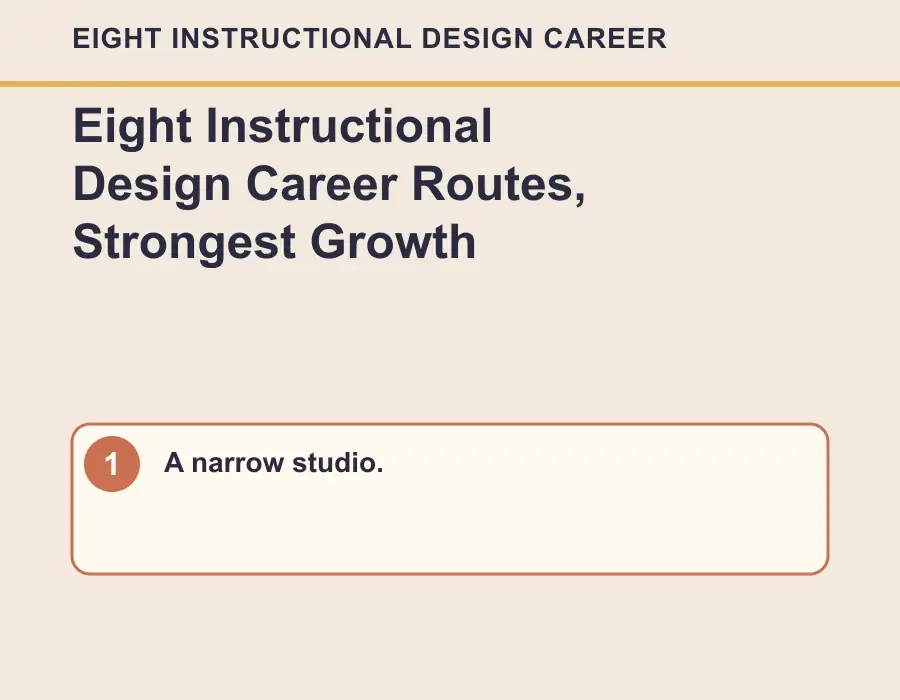 EIGHT INSTRUCTIONAL DESIGN CAREER
Eight Instructional
Design Career Routes,
Strongest Growth
1 A narrow studio.